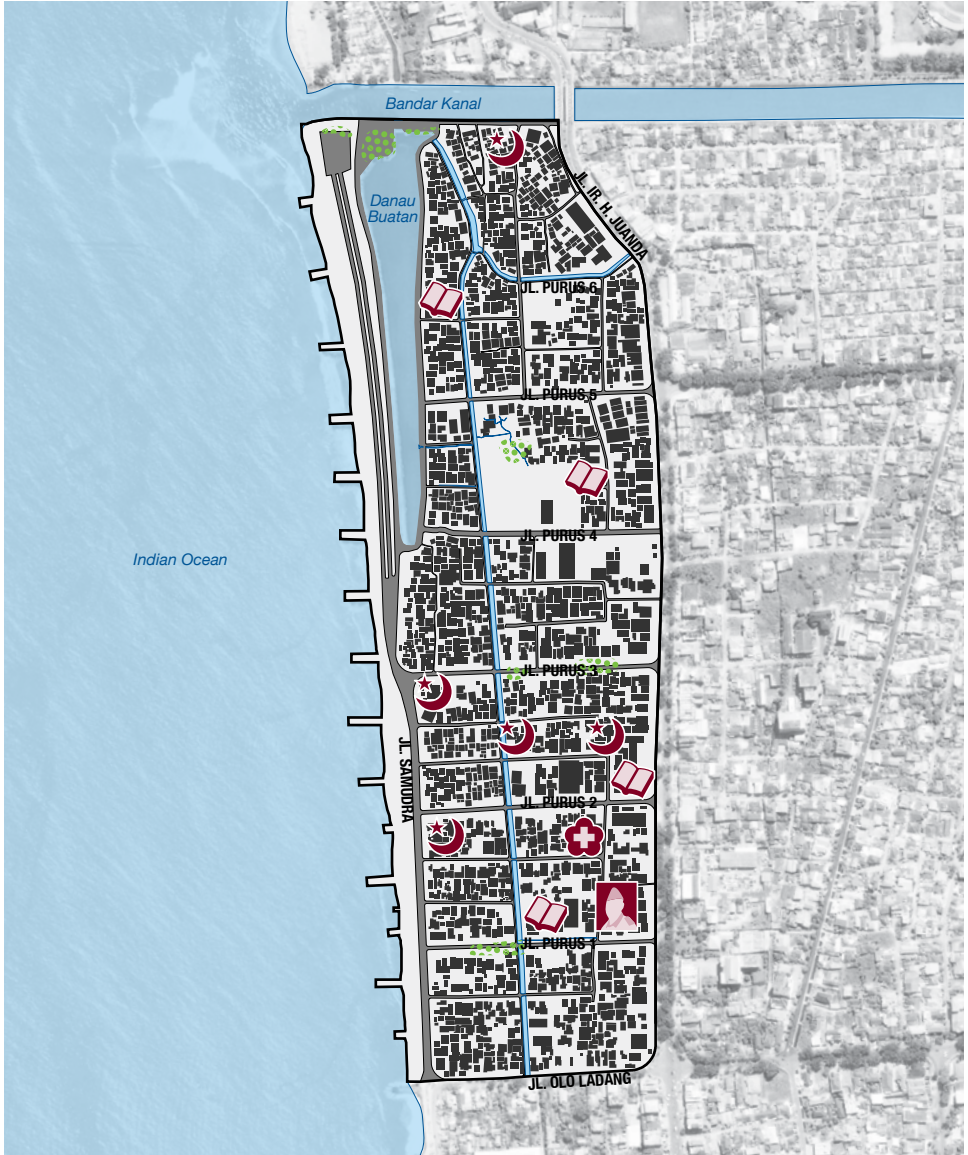 Bandar Kanal
JL. IR. H. JUANDA
Danau
Buatan
JL. PURUS 6
JL. PURUS 5
JL. PURUS 4
Indian Ocean
JL. PURUS 3
JL. SAMUDRA
JL. PURUS 2
JL. PURUS 1
JL. OLO LADANG